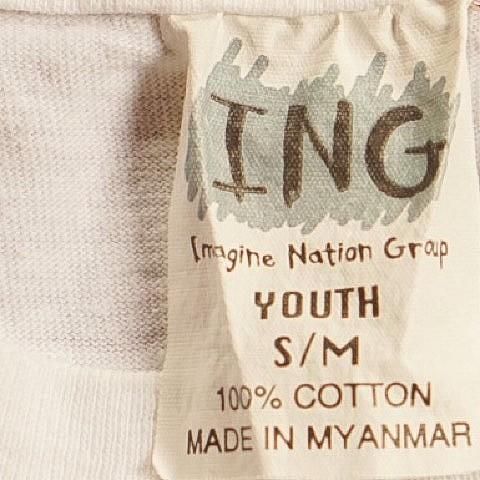 ING
Imagine Nation Group
YOUTH
S/M
100% COTTON
MADE IN MYANMAR